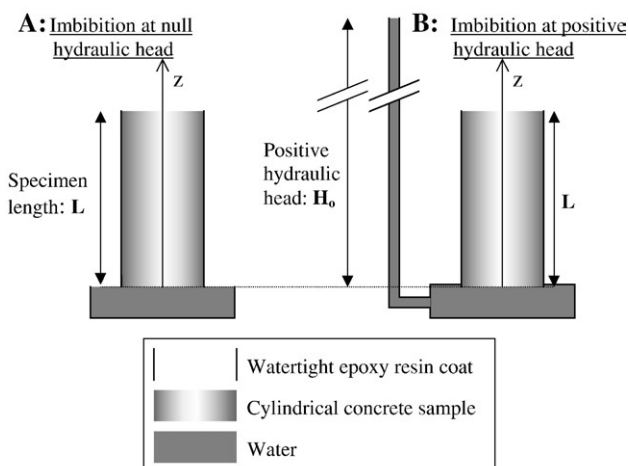 A: Imbibition at null
hydraulic head
z
Specimen
length: L
B: Imbibition at positive
hydraulic head
z
Positive
hydraulic
head: Ho
L
Watertight epoxy resin coat
Cylindrical concrete sample
Water